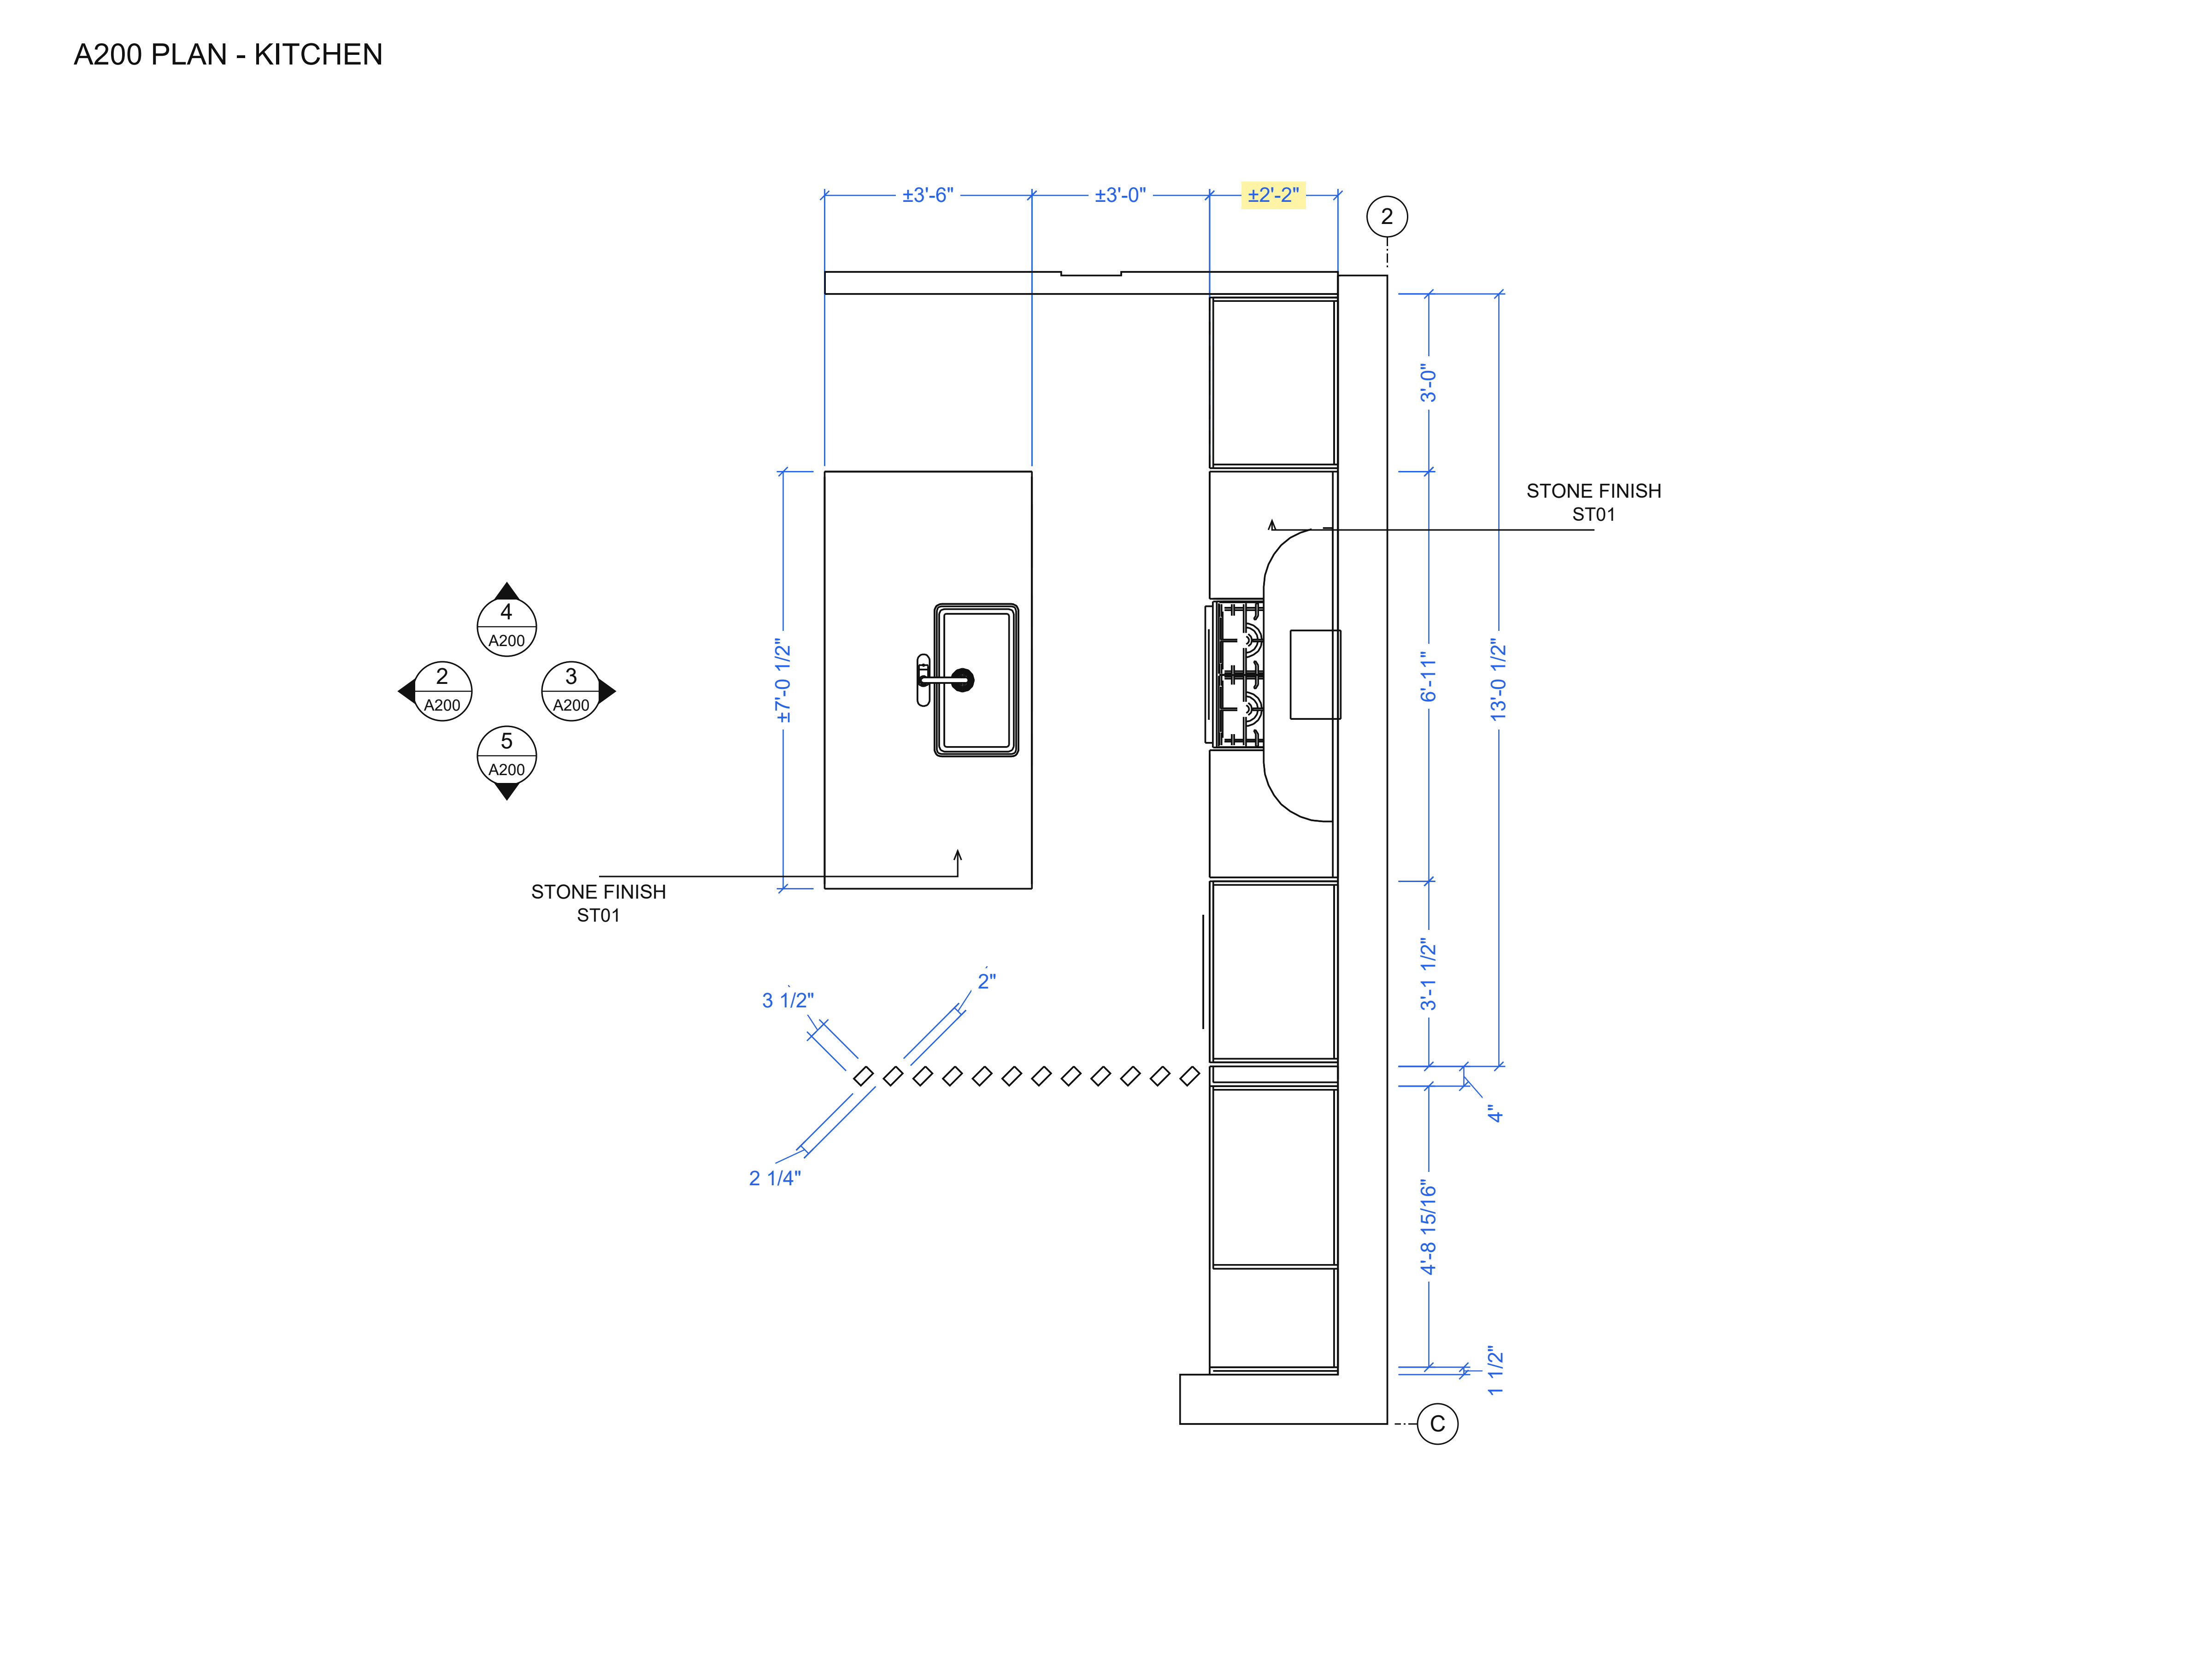 A200 PLAN - KITCHEN
±3'-6"
±3'-0"
±2'-2"
2
3'-0"
STONE FINISH
ST01
4
A200
2
A200
3
A200
5
A200
±7'-0 1/2"
6'-11"
13'-0 1/2"
STONE FINISH
ST01
3'-1 1/2"
2"
3 1/2"
4"
2 1/4"
4'-8 15/16"
1 1/2"
C